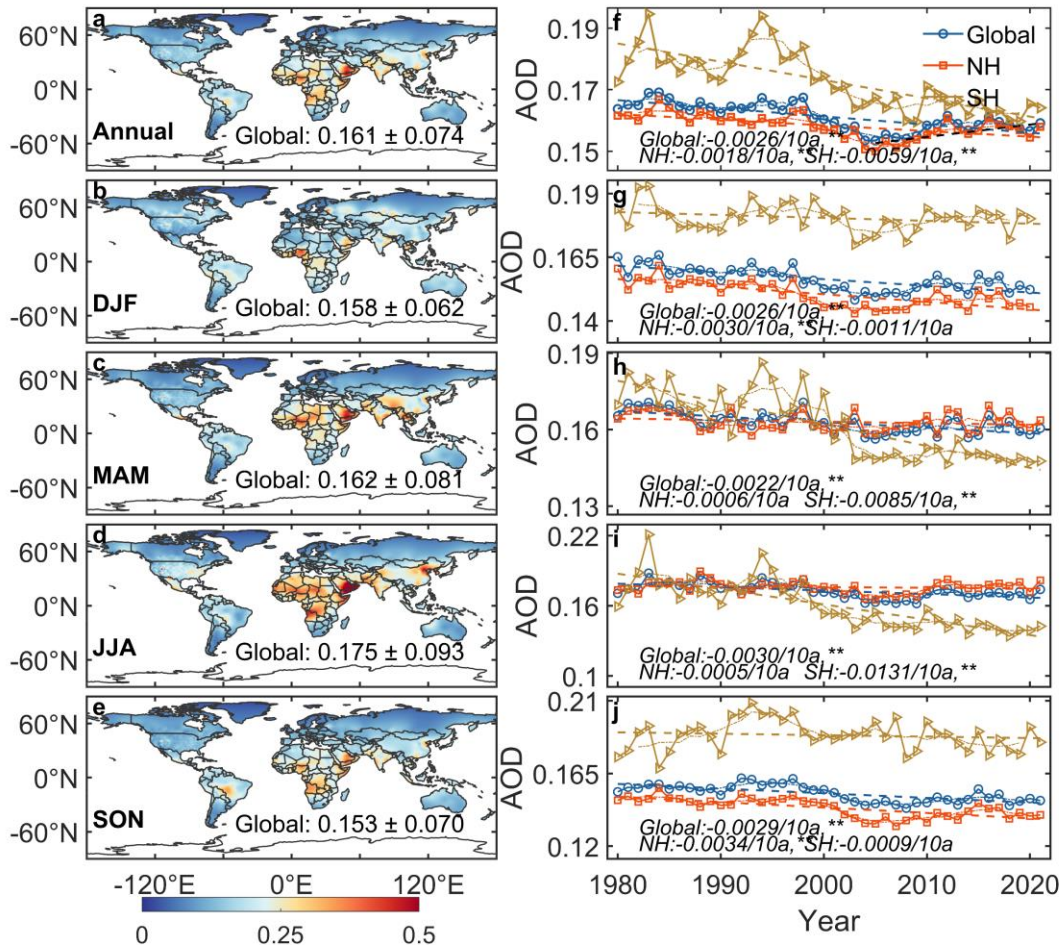 a
60°N
0°N
-60°N
Annual
Global: 0.161 ± 0.074
b
60°N
0°N
-60°N
DJF
Global: 0.158 ± 0.062
c
60°N
0°N
-60°N
MAM
Global: 0.162 ± 0.081
d
60°N
0°N
-60°N
JJA
Global: 0.175 ± 0.093
e
60°N
0°N
-60°N
SON
Global: 0.153 ± 0.070
-120°E 0°E 120°E
0 0.25 0.5
f
AOD
0.19
0.17
0.15
Global
NH
SH
Global:-0.0026/10a, **
NH:-0.0018/10a, * SH:-0.0059/10a, **
g
AOD
0.19
0.165
0.14
Global:-0.0026/10a, **
NH:-0.0030/10a, ** SH:-0.0011/10a
h
AOD
0.19
0.16
0.13
Global:-0.0022/10a, **
NH:-0.0006/10a SH:-0.0085/10a, **
i
AOD
0.22
0.16
0.1
Global:-0.0030/10a, **
NH:-0.0005/10a SH:-0.0131/10a, **
j
AOD
0.21
0.165
0.12
Global:-0.0029/10a, **
NH:-0.0034/10a, ** SH:-0.0009/10a
1980 1990 2000 2010 2020
Year